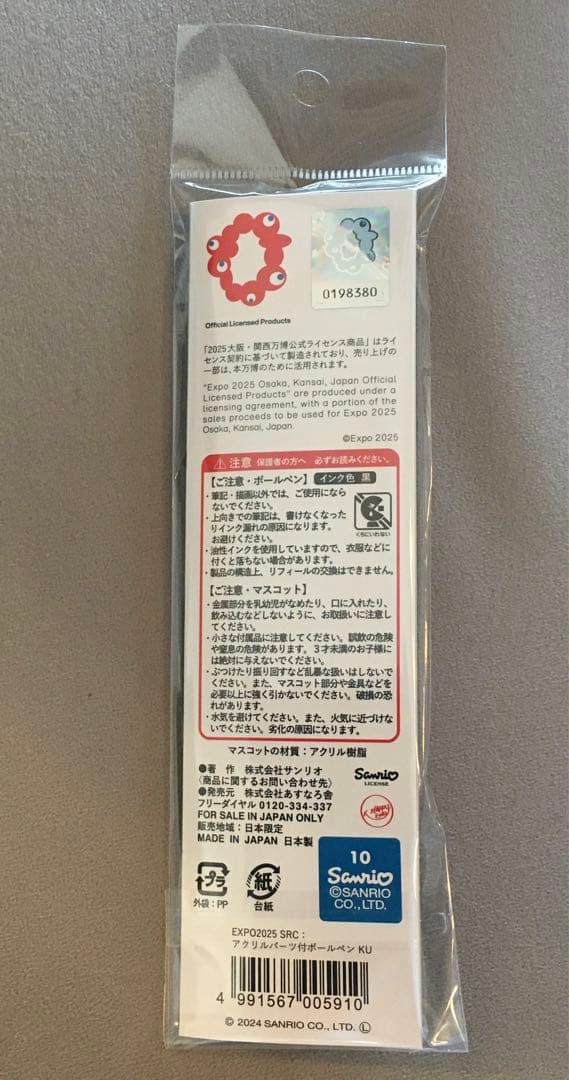 0198380
Official Licensed Products
「2025大阪・関西万博公式ライセンス商品」はライ
センス契約に基づいて製造されており、売り上げの
一部は、本万博のために活用されます。
"Expo 2025 Osaka, Kansai, Japan Official
Licensed Products" are produced under a
licensing agreement, with a portion of the
sales proceeds to be used for Expo 2025
Osaka, Kansai, Japan.
©Expo 2025
⚠注意 保護者の方へ 必ずお読みください。
【ご注意・ボールペン】 インク色 黒
・筆記・描画以外では、ご使用になら
ないでください。
・上向きでの筆記は、書けなくなった
りインク漏れの原因になります。
お避けください。
くちにいれない
・油性インクを使用していますので、衣服などに
付くと落ちない場合があります。
・製品の構造上、リフィールの交換はできません。
【ご注意・マスコット】
・金属部分を乳幼児がなめたり、口に入れたり、
飲み込むなどしないように、お取扱いに注意し
てください。
・小さな付属品に注意してください。誤飲の危険
や窒息の危険があります。3才未満のお子様に
は絶対に与えないでください。
・ぶつけたり振り回すなど乱暴な扱いはしないで
ください。また、マスコット部分や金具などを
必要以上に強く引かないでください。破損の恐
れがあります。
・水気を避けてください。また、火気に近づけな
いでください。劣化の原因になります。
マスコットの材質：アクリル樹脂
●著 作 株式会社サンリオ
〈商品に関するお問い合わせ先〉
●発売元 株式会社あすなろ舎
フリーダイヤル 0120-334-337
FOR SALE IN JAPAN ONLY
販売地域：日本限定
MADE IN JAPAN 日本製
Sanrio
LICENSE
プラ
外袋：PP
紙
台紙
10
Sanrio
©SANRIO
CO., LTD.
EXPO2025 SRC：
アクリルパーツ付ボールペン KU
4 991567 005910
© 2024 SANRIO CO., LTD. Ⓛ